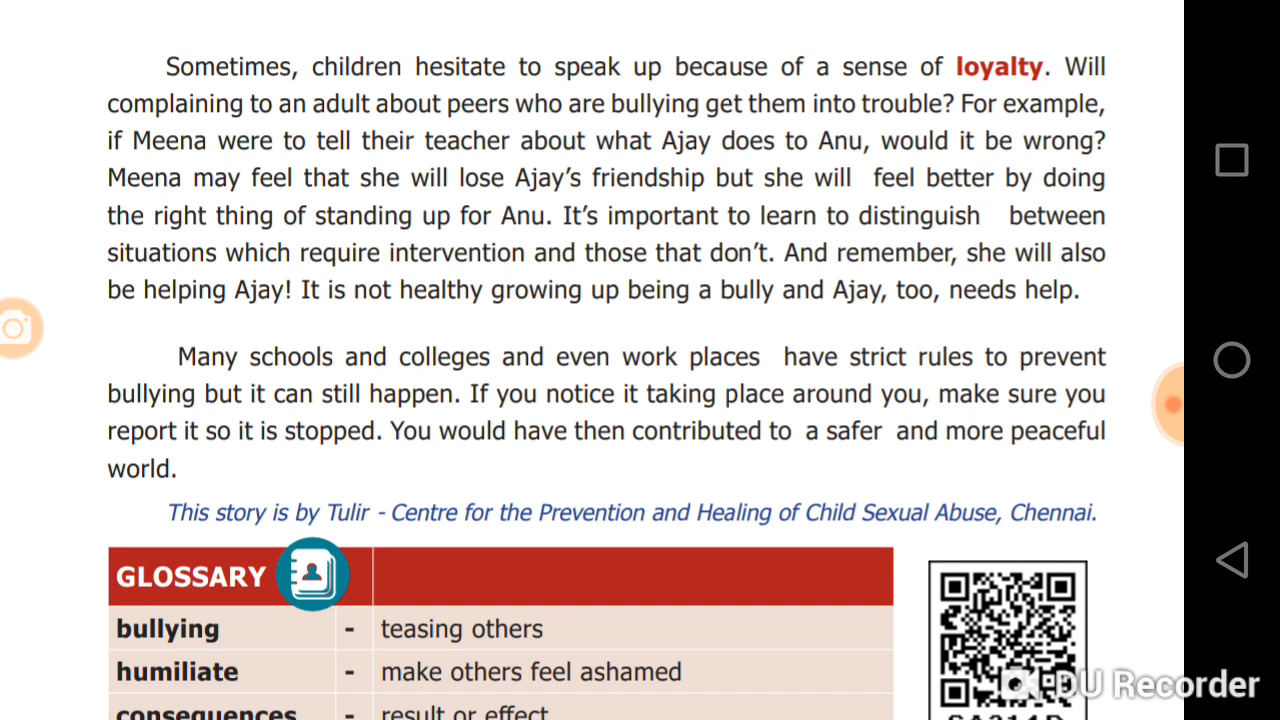 Sometimes, children hesitate to speak up because of a sense of loyalty. Will
complaining to an adult about peers who are bullying get them into trouble? For example,
if Meena were to tell their teacher about what Ajay does to Anu, would it be wrong?
Meena may feel that she will lose Ajay's friendship but she will feel better by doing
the right thing of standing up for Anu. It's important to learn to distinguish between
situations which require intervention and those that don't. And remember, she will also
be helping Ajay! It is not healthy growing up being a bully and Ajay, too, needs help.
Many schools and colleges and even work places have strict rules to prevent
bullying but it can still happen. If you notice it taking place around you, make sure you
report it so it is stopped. You would have then contributed to a safer and more peaceful
world.
This story is by Tulir - Centre for the Prevention and Healing of Child Sexual Abuse, Chennai.
GLOSSARY
bullying - teasing others
humiliate - make others feel ashamed
consequences - result or effect
DU Recorder